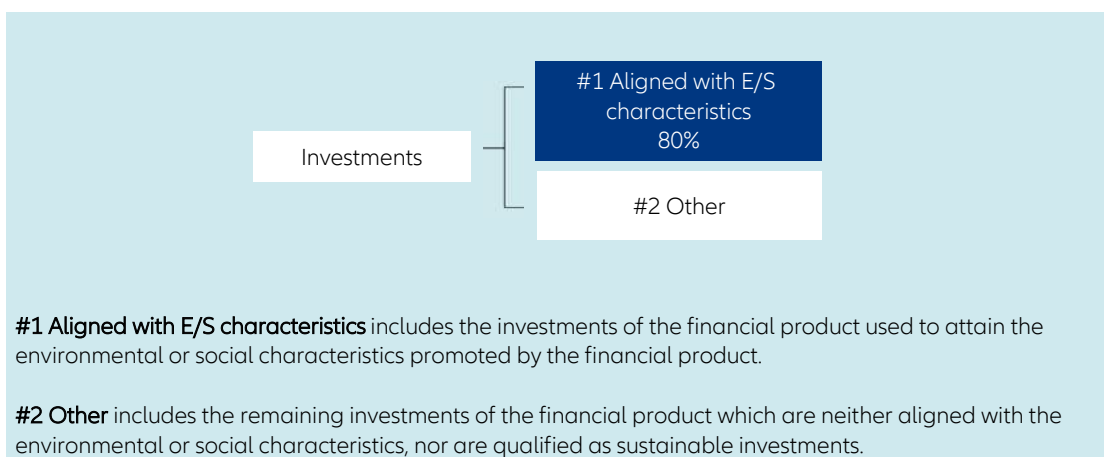 #1 Aligned with E/S
characteristics
80%
Investments
#2 Other
#1 Aligned with E/S characteristics includes the investments of the financial product used to attain the
environmental or social characteristics promoted by the financial product.
#2 Other includes the remaining investments of the financial product which are neither aligned with the
environmental or social characteristics, nor are qualified as sustainable investments.